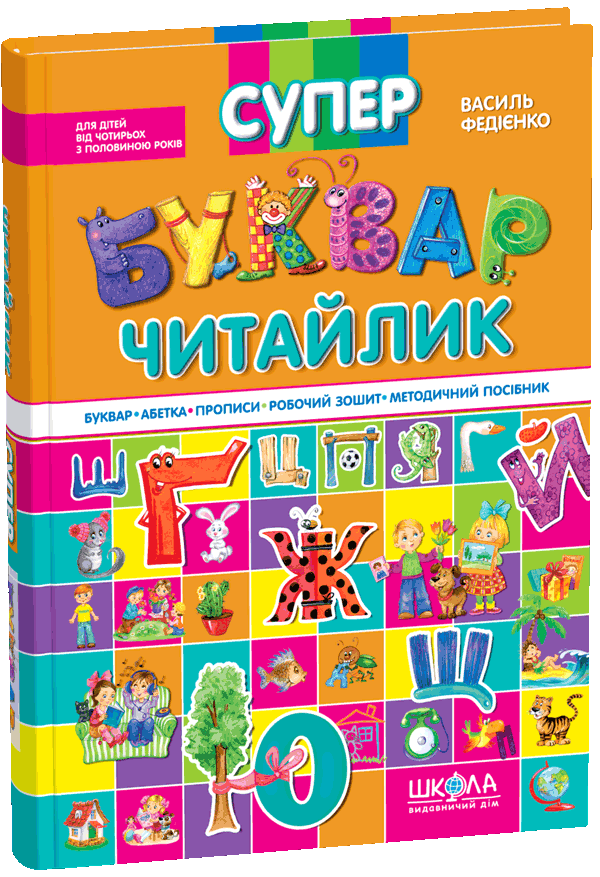 СУПЕР
ВАСИЛЬ
ФЕДІЄНКО
ДЛЯ ДІТЕЙ
ВІД ЧОТИРЬОХ
З ПОЛОВИНОЮ РОКІВ
БУКВАР
ЧИТАЙЛИК
БУКВАР•АБЕТКА•ПРОПИСИ•РОБОЧИЙ ЗОШИТ•МЕТОДИЧНИЙ ПОСІБНИК
Ш Г Ц П Я Г Й
Ж
Щ
Ю
ШКОЛА
видавничий дім